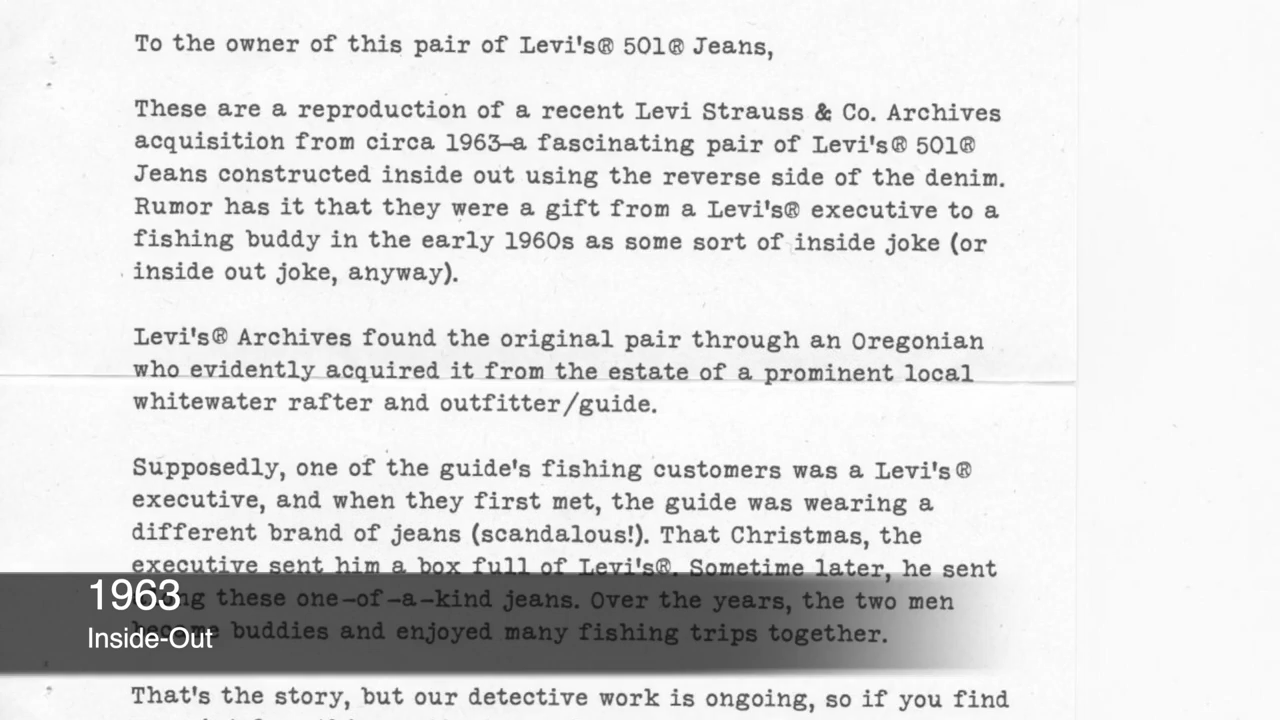 To the owner of this pair of Levi's® 501® Jeans,
These are a reproduction of a recent Levi Strauss & Co. Archives
acquisition from circa 1963—a fascinating pair of Levi's® 501®
Jeans constructed inside out using the reverse side of the denim.
Rumor has it that they were a gift from a Levi's® executive to a
fishing buddy in the early 1960s as some sort of inside joke (or
inside out joke, anyway).
Levi's® Archives found the original pair through an Oregonian
who evidently acquired it from the estate of a prominent local
whitewater rafter and outfitter/guide.
Supposedly, one of the guide's fishing customers was a Levi's®
executive, and when they first met, the guide was wearing a
different brand of jeans (scandalous!). That Christmas, the
executive sent him a box full of Levi's®. Sometime later, he sent
these one-of-a-kind jeans. Over the years, the two men
buddies and enjoyed many fishing trips together.
1963
Inside-Out
That's the story, but our detective work is ongoing, so if you find